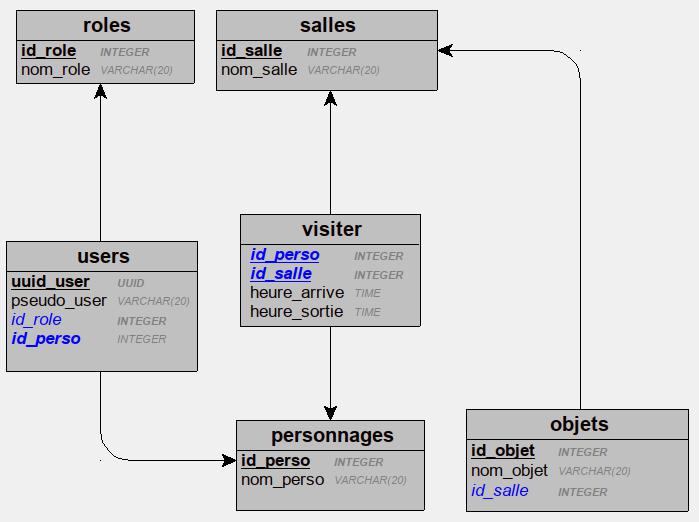 roles
id_role INTEGER
nom_role VARCHAR(20)
salles
id_salle INTEGER
nom_salle VARCHAR(20)
users
uuid_user UUID
pseudo_user VARCHAR(20)
id_role INTEGER
id_perso INTEGER
visiter
id_perso INTEGER
id_salle INTEGER
heure_arrive TIME
heure_sortie TIME
personnages
id_perso INTEGER
nom_perso VARCHAR(20)
objets
id_objet INTEGER
nom_objet VARCHAR(20)
id_salle INTEGER